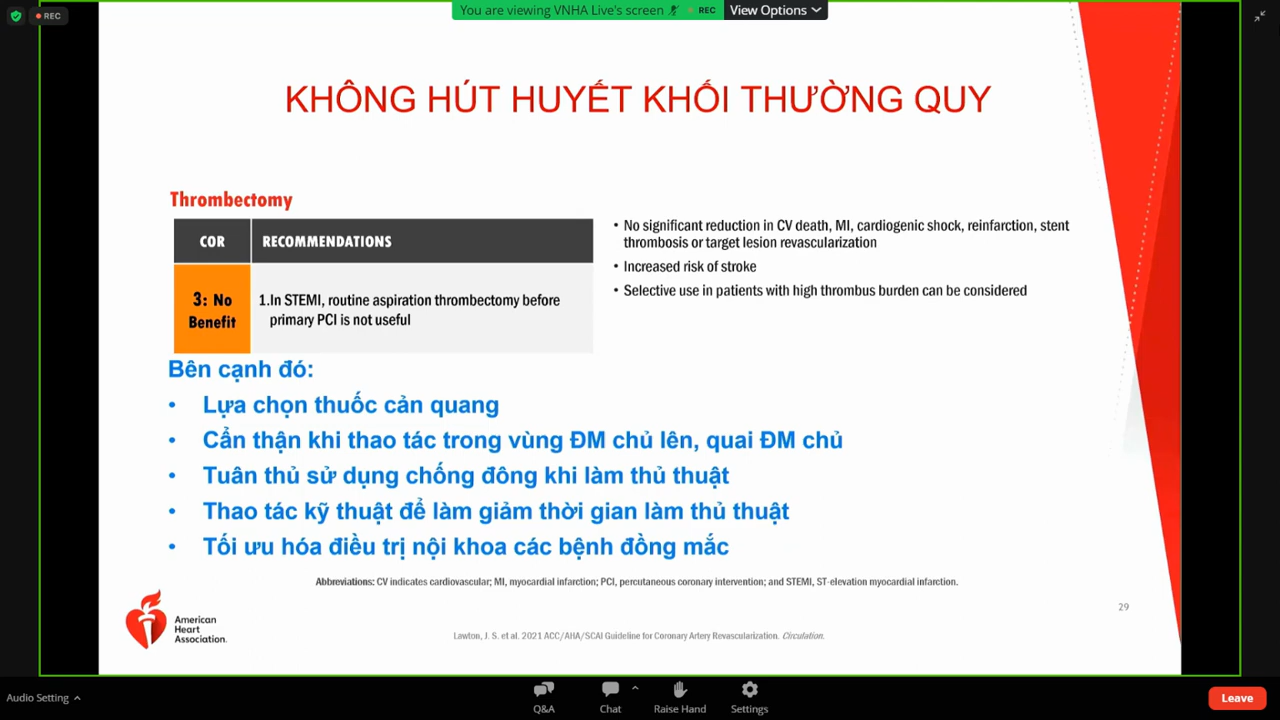 You are viewing VNHA Live's screen
REC
View Options
REC
KHÔNG HÚT HUYẾT KHỐI THƯỜNG QUY
Thrombectomy
COR RECOMMENDATIONS
3: No
Benefit
1.In STEMI, routine aspiration thrombectomy before
primary PCI is not useful
• No significant reduction in CV death, MI, cardiogenic shock, reinfarction, stent
thrombosis or target lesion revascularization
• Increased risk of stroke
• Selective use in patients with high thrombus burden can be considered
Bên cạnh đó:
• Lựa chọn thuốc cản quang
• Cẩn thận khi thao tác trong vùng ĐM chủ lên, quai ĐM chủ
• Tuân thủ sử dụng chống đông khi làm thủ thuật
• Thao tác kỹ thuật để làm giảm thời gian làm thủ thuật
• Tối ưu hóa điều trị nội khoa các bệnh đồng mắc
Abbreviations: CV indicates cardiovascular; MI, myocardial infarction; PCI, percutaneous coronary intervention; and STEMI, ST-elevation myocardial infarction.
29
American
Heart
Association.
Lawton, J. S. et al. 2021 ACC/AHA/SCAI Guideline for Coronary Artery Revascularization. Circulation.
Audio Setting
Q&A
Chat
Raise Hand
Settings
Leave